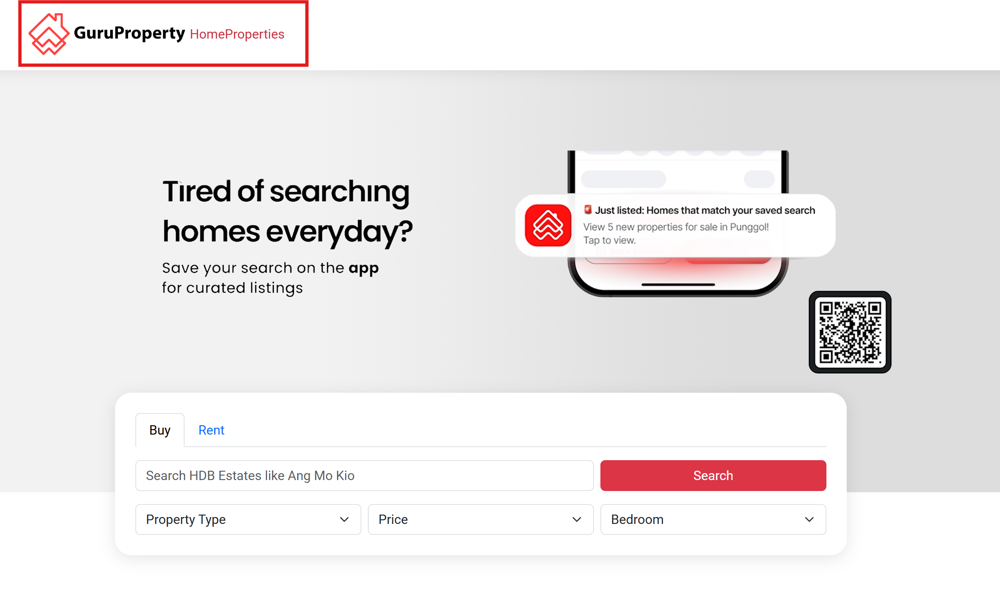 GuruProperty HomeProperties
Tired of searching
homes everyday?
Save your search on the app
for curated listings
Just listed: Homes that match your saved search
View 5 new properties for sale in Punggol!
Tap to view.
Save Search
Buy Rent
Search HDB Estates like Ang Mo Kio
Search
Property Type
Price
Bedroom